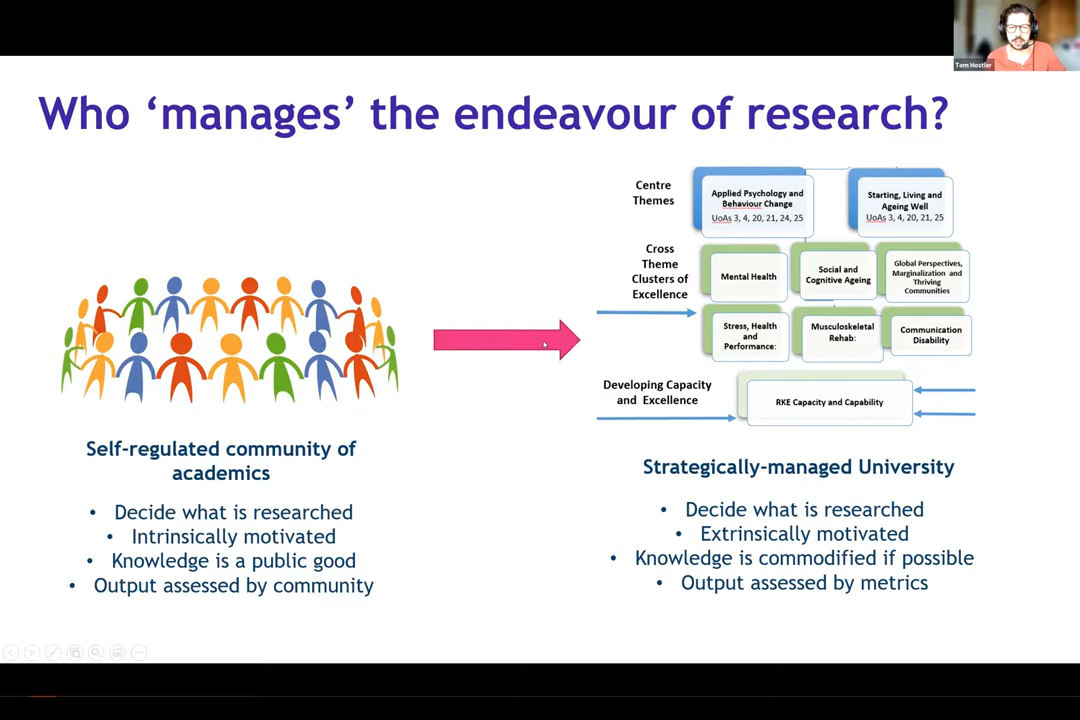 Tom Hostler
Who ‘manages’ the endeavour of research?
Centre
Themes
Applied Psychology and
Behaviour Change
UoAs 3, 4, 20, 21, 24, 25
Starting, Living and
Ageing Well
UoAs 3, 4, 20, 21, 25
Cross
Theme
Clusters of
Excellence
Mental Health
Social and
Cognitive Ageing
Global Perspectives,
Marginalization and
Thriving
Communities
Stress, Health
and
Performance:
Musculoskeletal
Rehab:
Communication
Disability
Developing Capacity
and Excellence
RKE Capacity and Capability
Self-regulated community of
academics
• Decide what is researched
• Intrinsically motivated
• Knowledge is a public good
• Output assessed by community
Strategically-managed University
• Decide what is researched
• Extrinsically motivated
• Knowledge is commodified if possible
• Output assessed by metrics